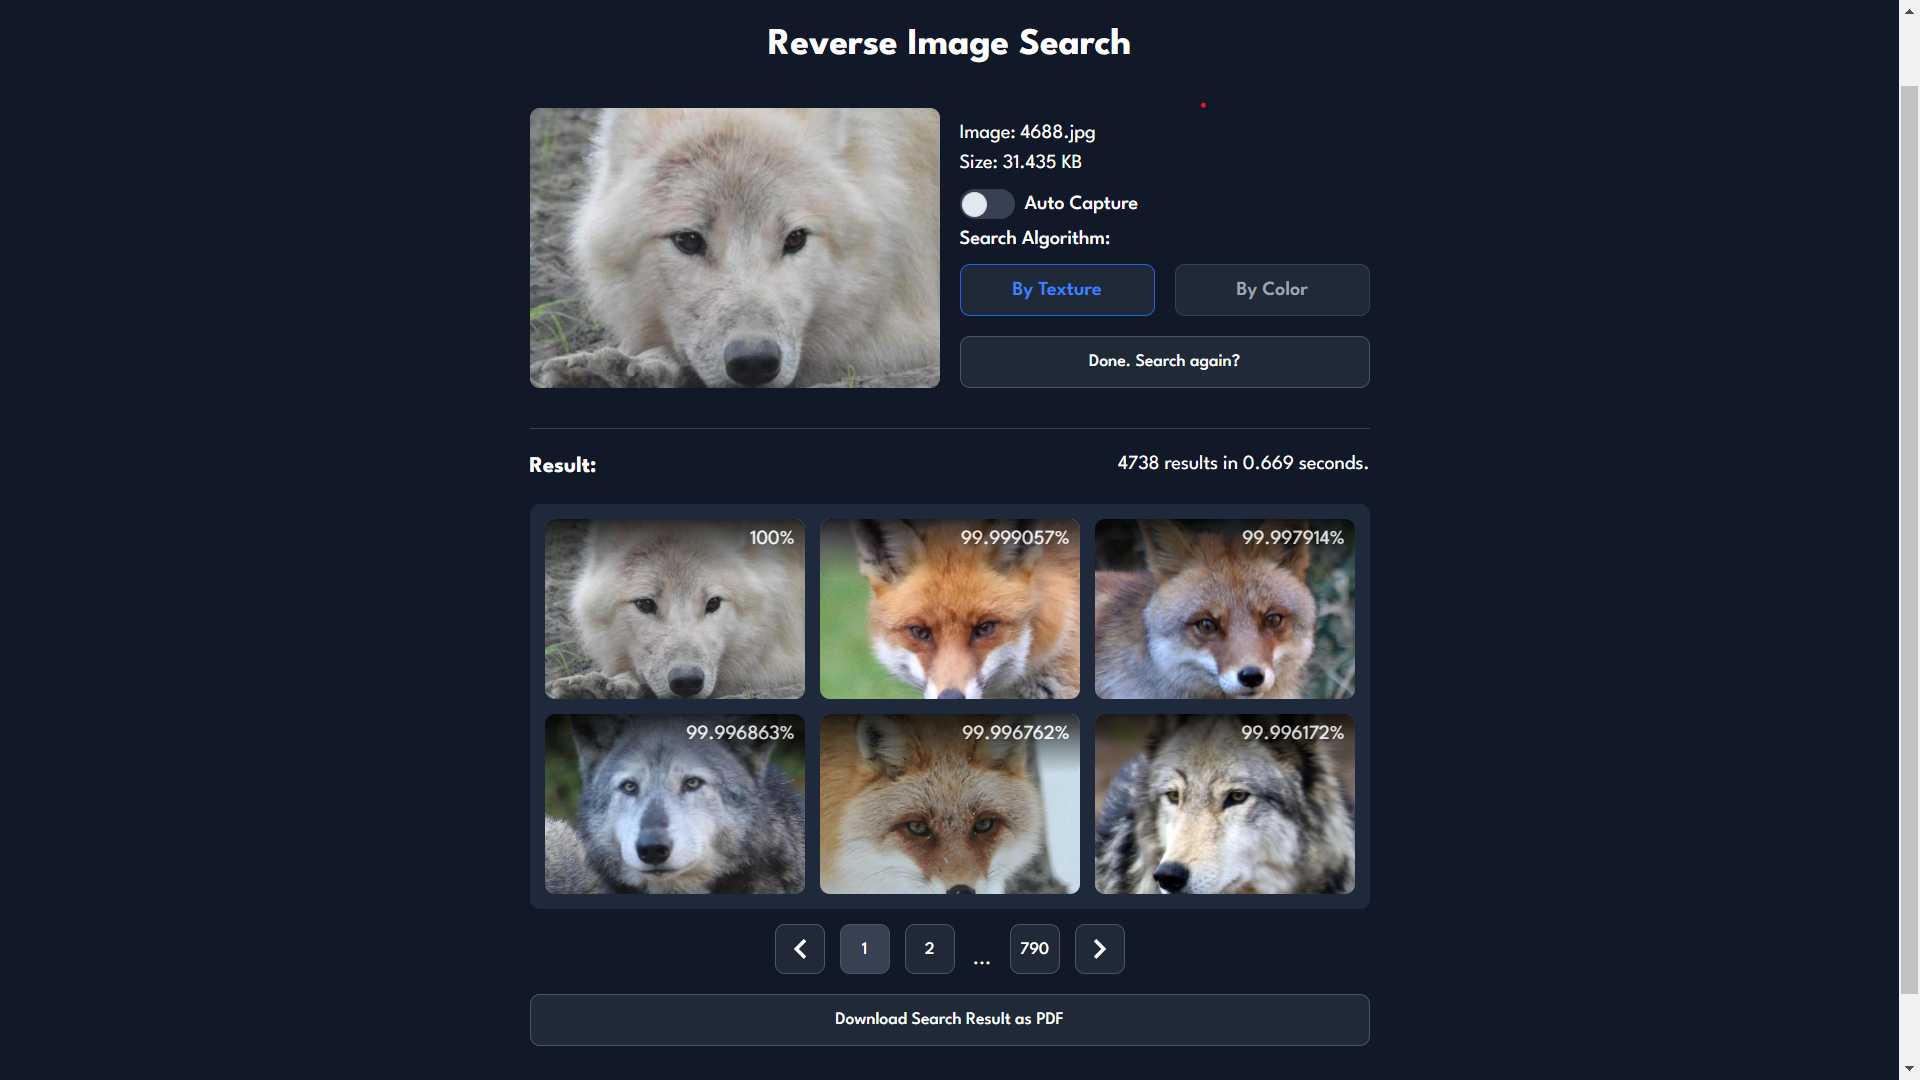 Reverse Image Search
Image: 4688.jpg
Size: 31.435 KB
Auto Capture
Search Algorithm:
By Texture
By Color
Done. Search again?
Result:
4738 results in 0.669 seconds.
100%
99.999057%
99.997914%
99.996863%
99.996762%
99.996172%
1
2
...
790
Download Search Result as PDF